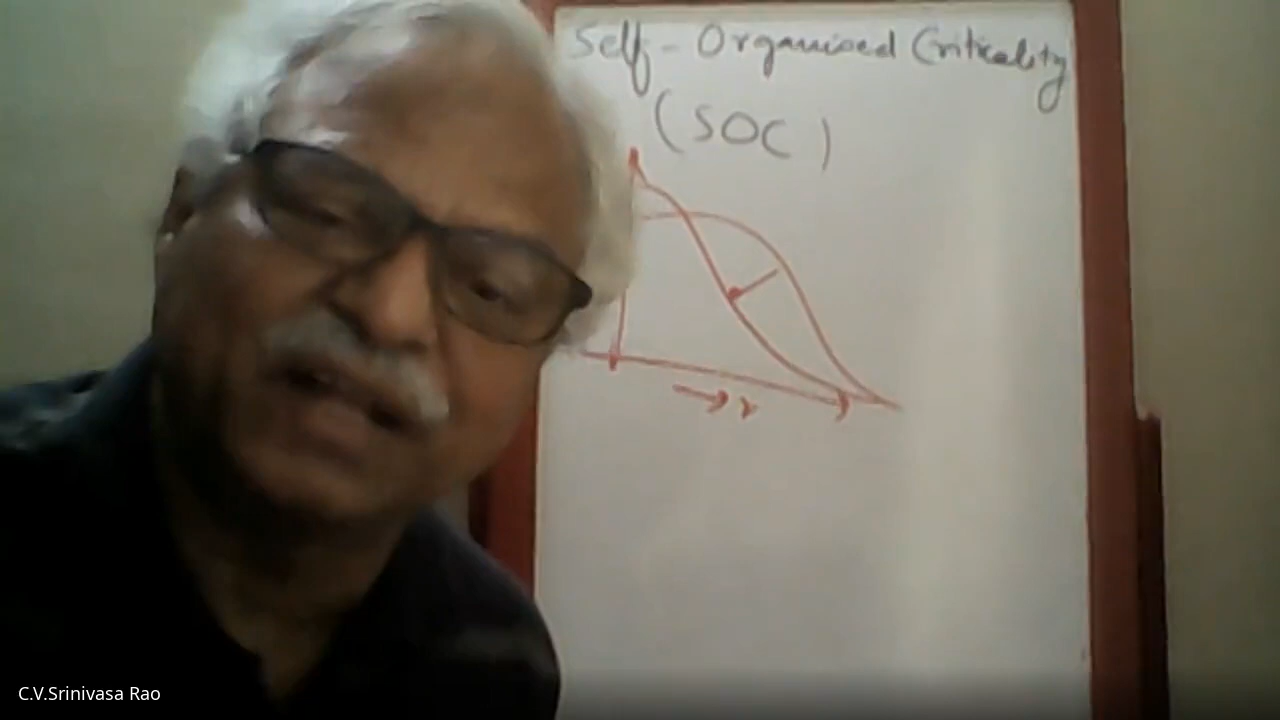 Self-Organised Criticality
(SOC)
→ r
C.V.Srinivasa Rao